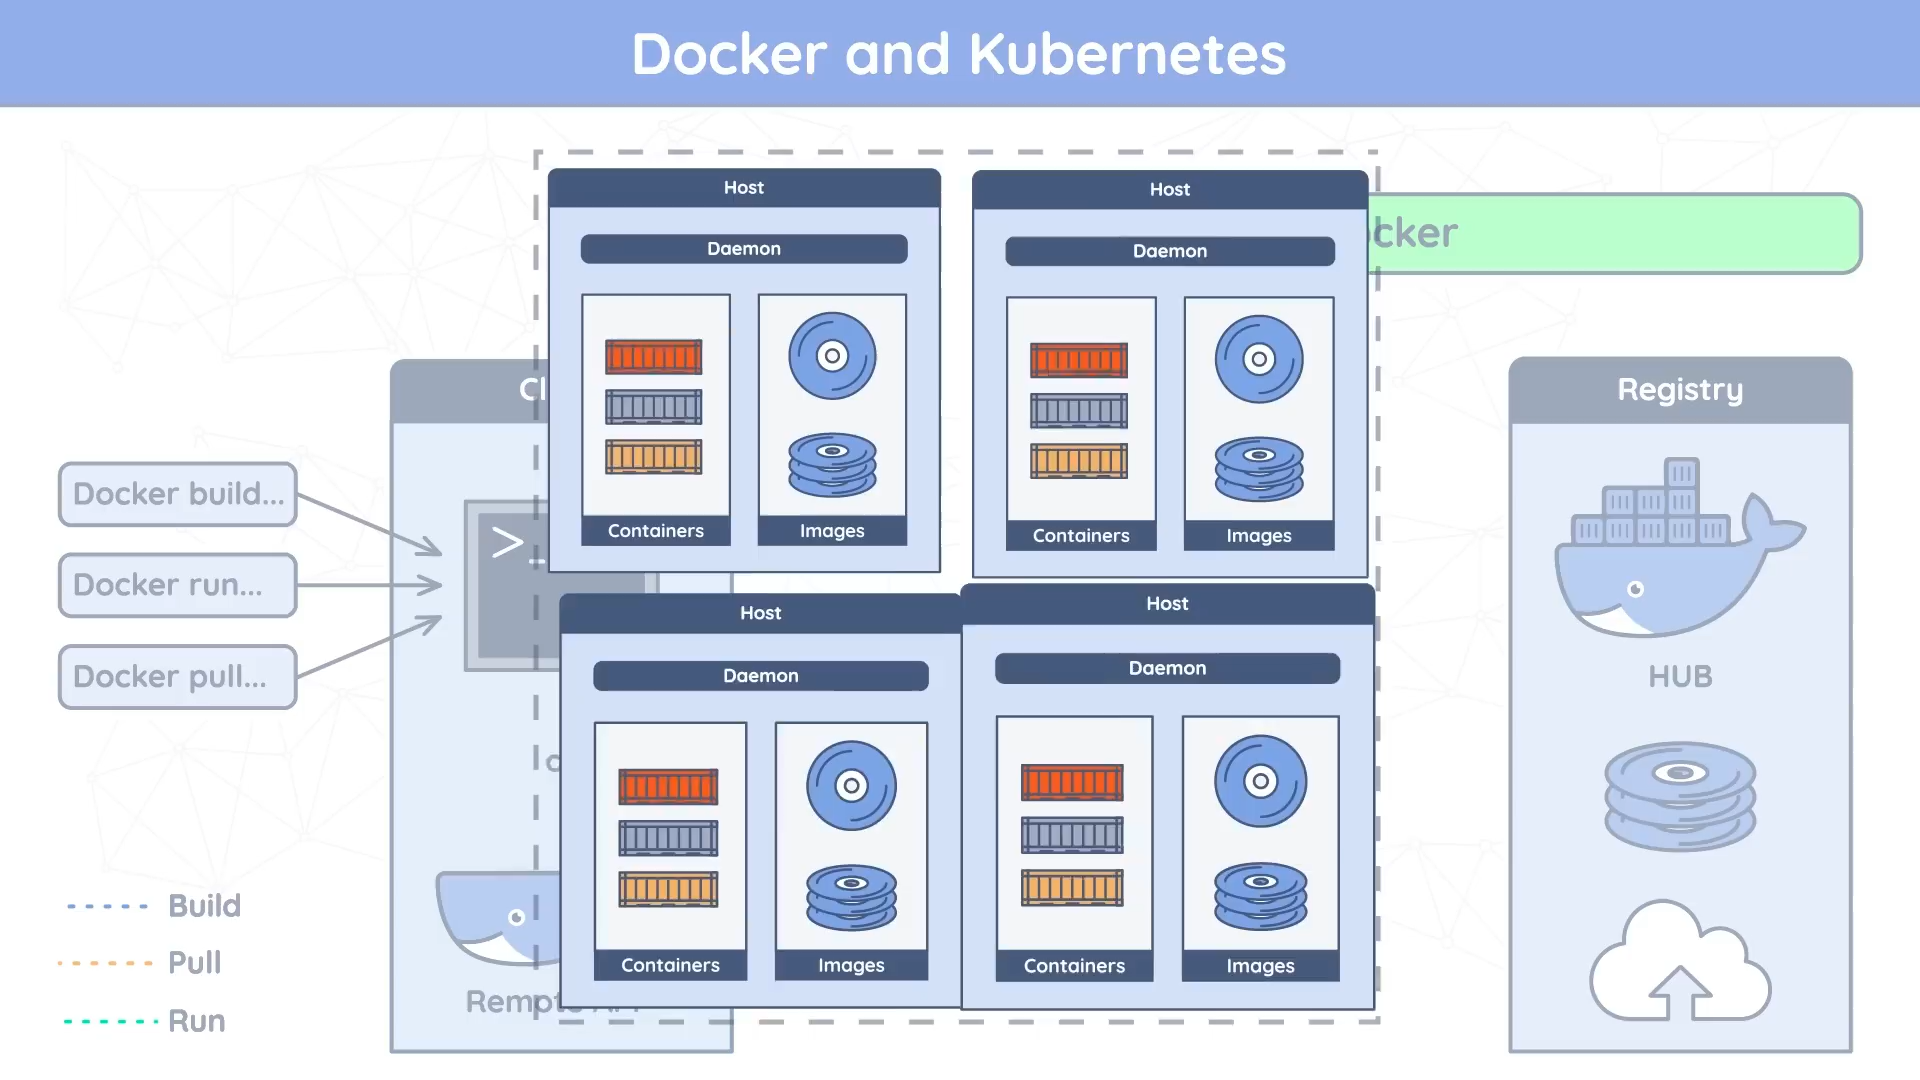 Docker and Kubernetes
Host
Daemon
Containers
Images
Host
Daemon
Containers
Images
Host
Daemon
Containers
Images
Host
Daemon
Containers
Images
Docker build...
Docker run...
Docker pull...
>_
Registry
HUB
Build
Pull
Run